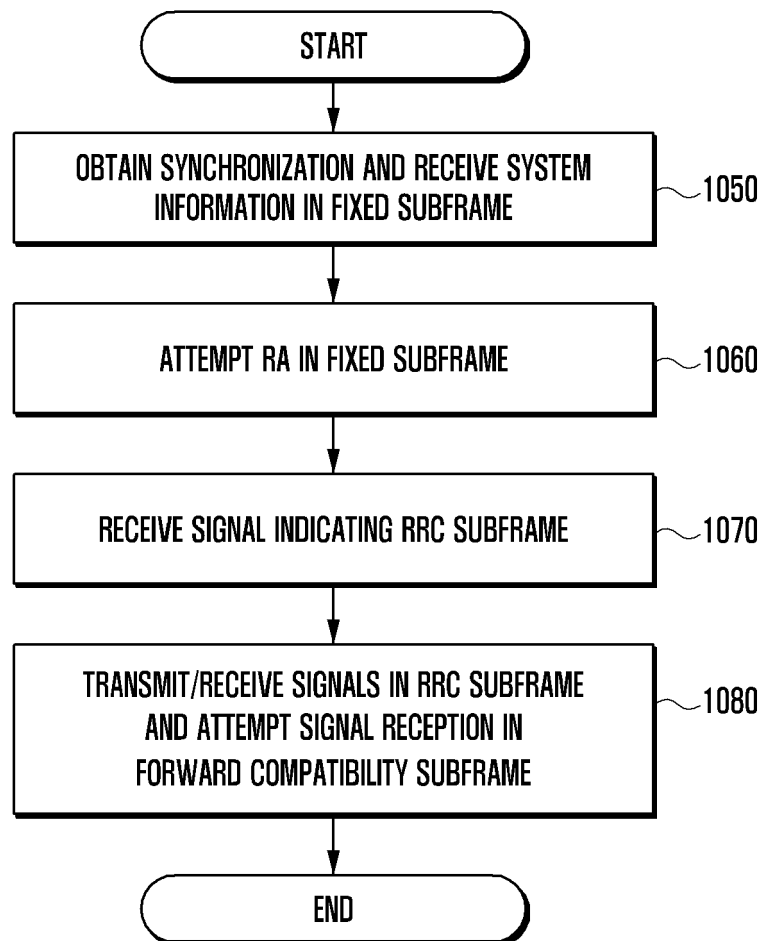 START
OBTAIN SYNCHRONIZATION AND RECEIVE SYSTEM
INFORMATION IN FIXED SUBFRAME
1050
ATTEMPT RA IN FIXED SUBFRAME
1060
RECEIVE SIGNAL INDICATING RRC SUBFRAME
1070
TRANSMIT/RECEIVE SIGNALS IN RRC SUBFRAME
AND ATTEMPT SIGNAL RECEPTION IN
FORWARD COMPATIBILITY SUBFRAME
1080
END